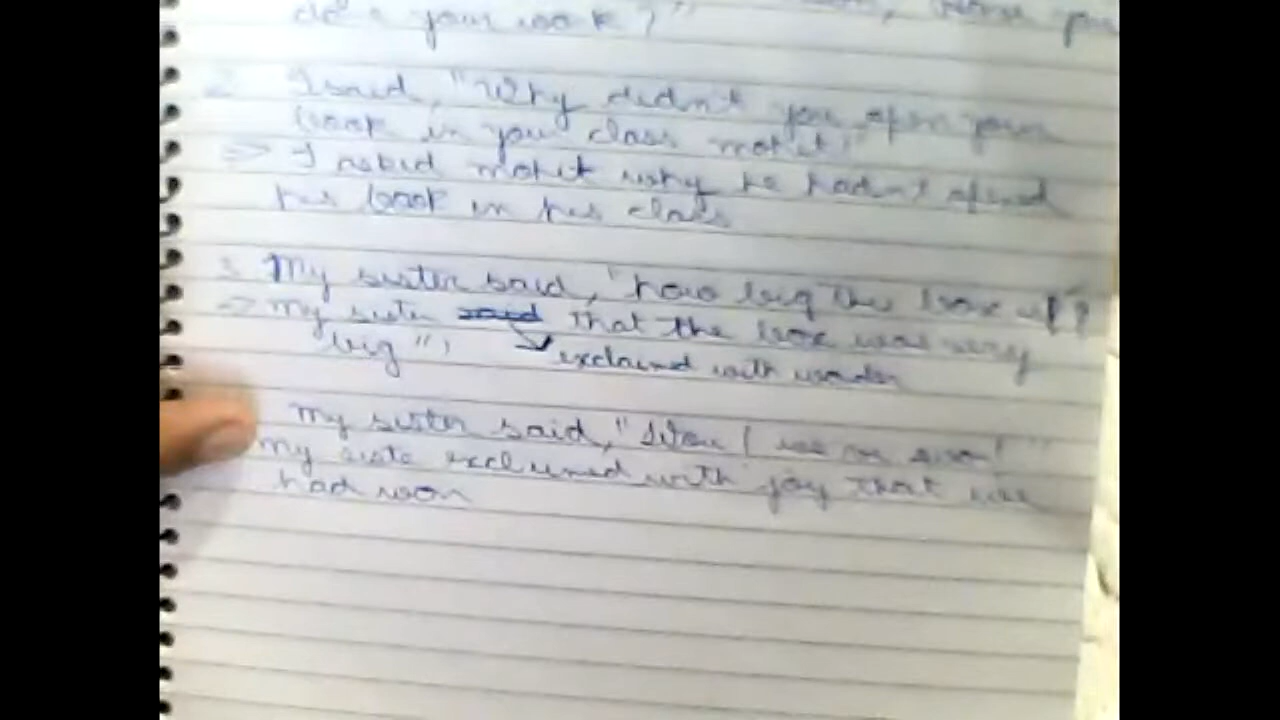 do your work?"
I said, "Why didn't you open your
book in your class mohit?"
=> I asked mohit why he hadn't opened
his book in his class
My sister said, "how big the box is?
=> My sister said that the box was very
big"
exclaimed with wonder
My sister said, "Wow! we won!"
My siste exclaimed with joy that we
had won